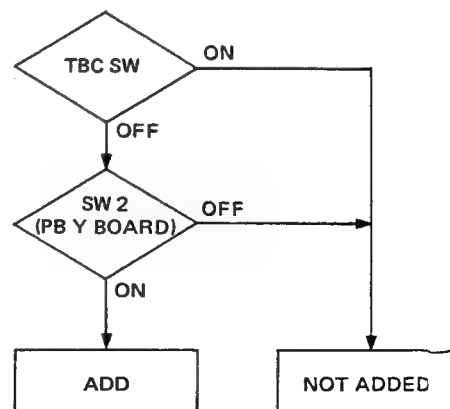 TBC SW
ON
OFF
SW 2
(PB Y BOARD)
OFF
ON
ADD
NOT ADDED